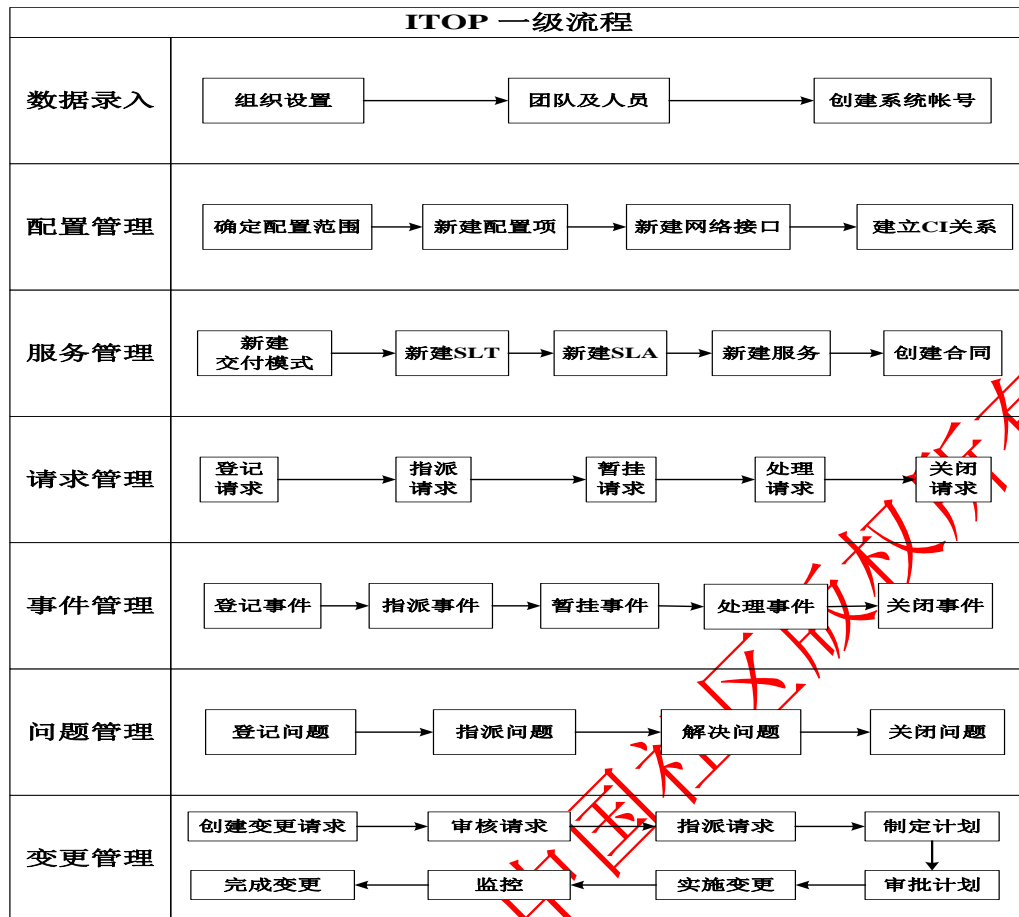 ITOP 一级流程
数据录入
组织设置
团队及人员
创建系统帐号
配置管理
确定配置范围
新建配置项
新建网络接口
建立CI关系
服务管理
新建
交付模式
新建SLT
新建SLA
新建服务
创建合同
请求管理
登记
请求
指派
请求
暂挂
请求
处理
请求
关闭
请求
事件管理
登记事件
指派事件
暂挂事件
处理事件
关闭事件
问题管理
登记问题
指派问题
解决问题
关闭问题
变更管理
创建变更请求
审核请求
指派请求
制定计划
完成变更
监控
实施变更
审批计划
中国社区版权所有